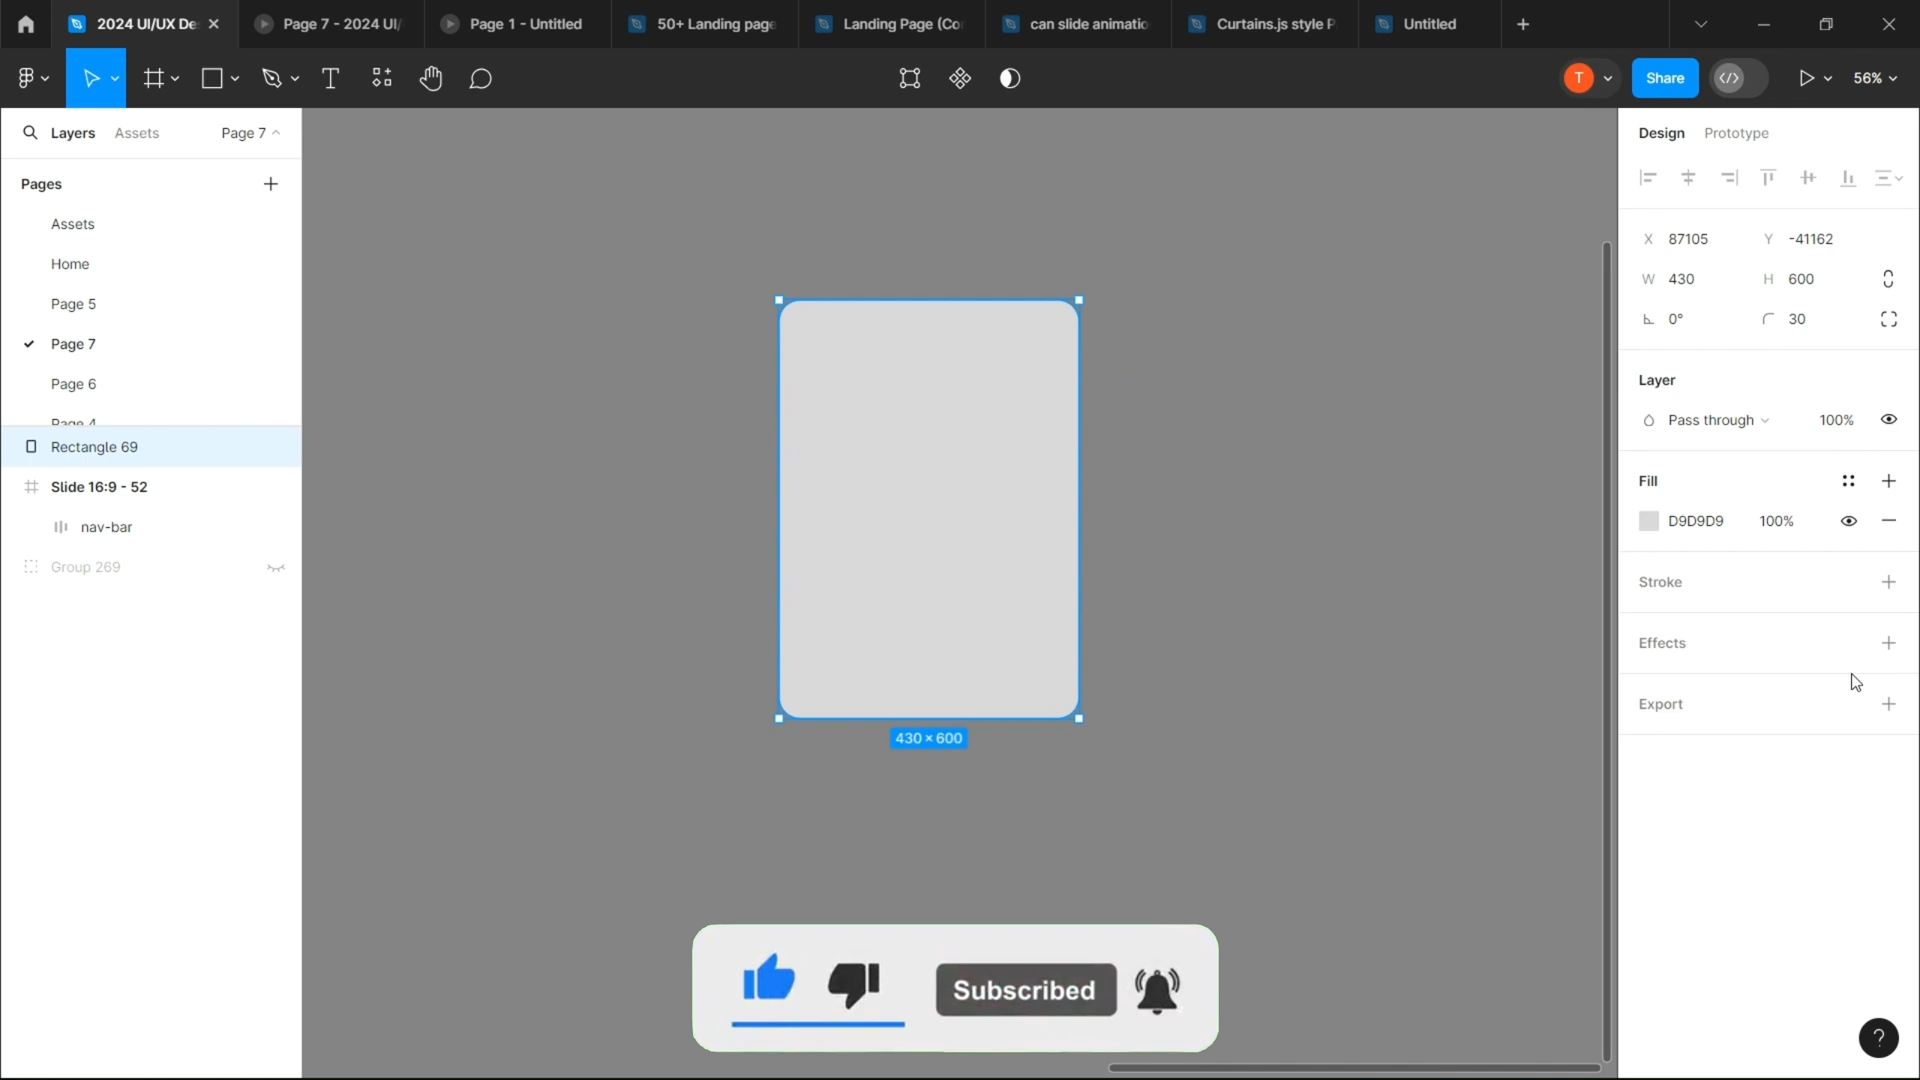 2024 UI/UX De
Page 7 - 2024 UI/
Page 1 - Untitled
50+ Landing page
Landing Page (Co
can slide animatio
Curtains.js style P
Untitled
T
Share
56%
Layers
Assets
Page 7
Pages
Assets
Home
Page 5
Page 7
Page 6
Page 4
Rectangle 69
Slide 16:9 - 52
nav-bar
Group 269
430 × 600
Subscribed
Design
Prototype
X 87105
Y -41162
W 430
H 600
0°
30
Layer
Pass through
100%
Fill
D9D9D9
100%
Stroke
Effects
Export
?